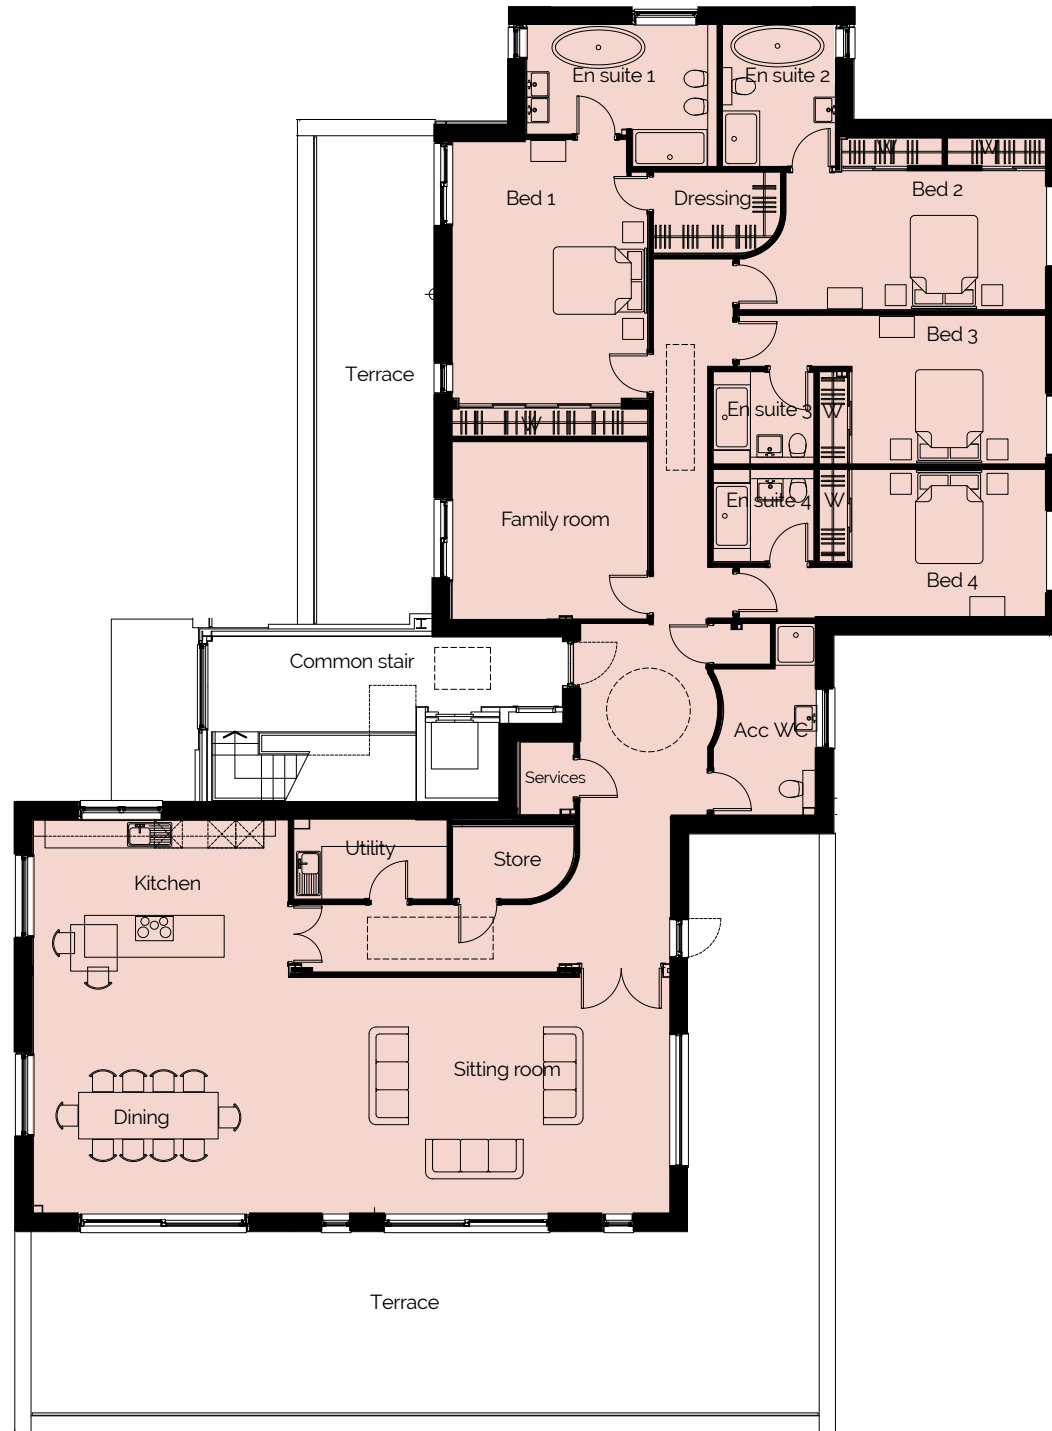 En suite 1
En suite 2
W
W
Bed 1
Dressing
Bed 2
Bed 3
Terrace
En suite 3
W
W
Family room
En suite 4
W
Bed 4
Common stair
Acc WC
Services
Utility
Store
Kitchen
Sitting room
Dining
Terrace